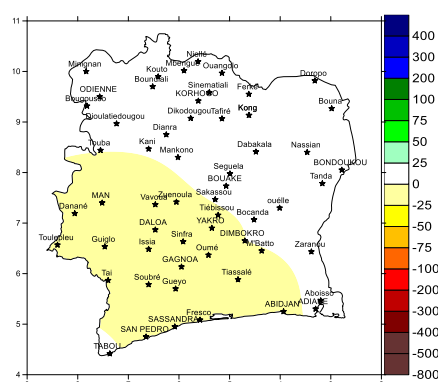 11
400
Niellé
Minignan
Kouto
Mbengué
Ouangolo
300
10
Doropo
200
Boundiali
Sinematiali
Ferké
ODIENNE
KORHOGO
100
Bougousso
Kong
Bouna
75
9
Dioulatiedougou
Dikodougou
Tafiré
50
Dianra
Kani
Touba
Mankono
Dabakala
Nassian
25
BONDOUKOU
8
Seguela
BOUAKE
Tanda
0
MAN
Vavoua
Zuenoula
Sakassou
Danané
Tiébissou
ouélle
-25
7
Bocanda
DALOA
YAKRO
-50
Toulepleu
Guiglo
Sinfra
DIMBOKRO
Issia
Oumé
M'Batto
Zaranou
-75
GAGNOA
-100
6
Tai
Soubré
Tiassalé
Gueyo
-200
Aboisso
ABIDJAN
ADIAKE
-300
Fresco
5
SASSANDRA
SAN PEDRO
-400
TABOU
-500
4
-800